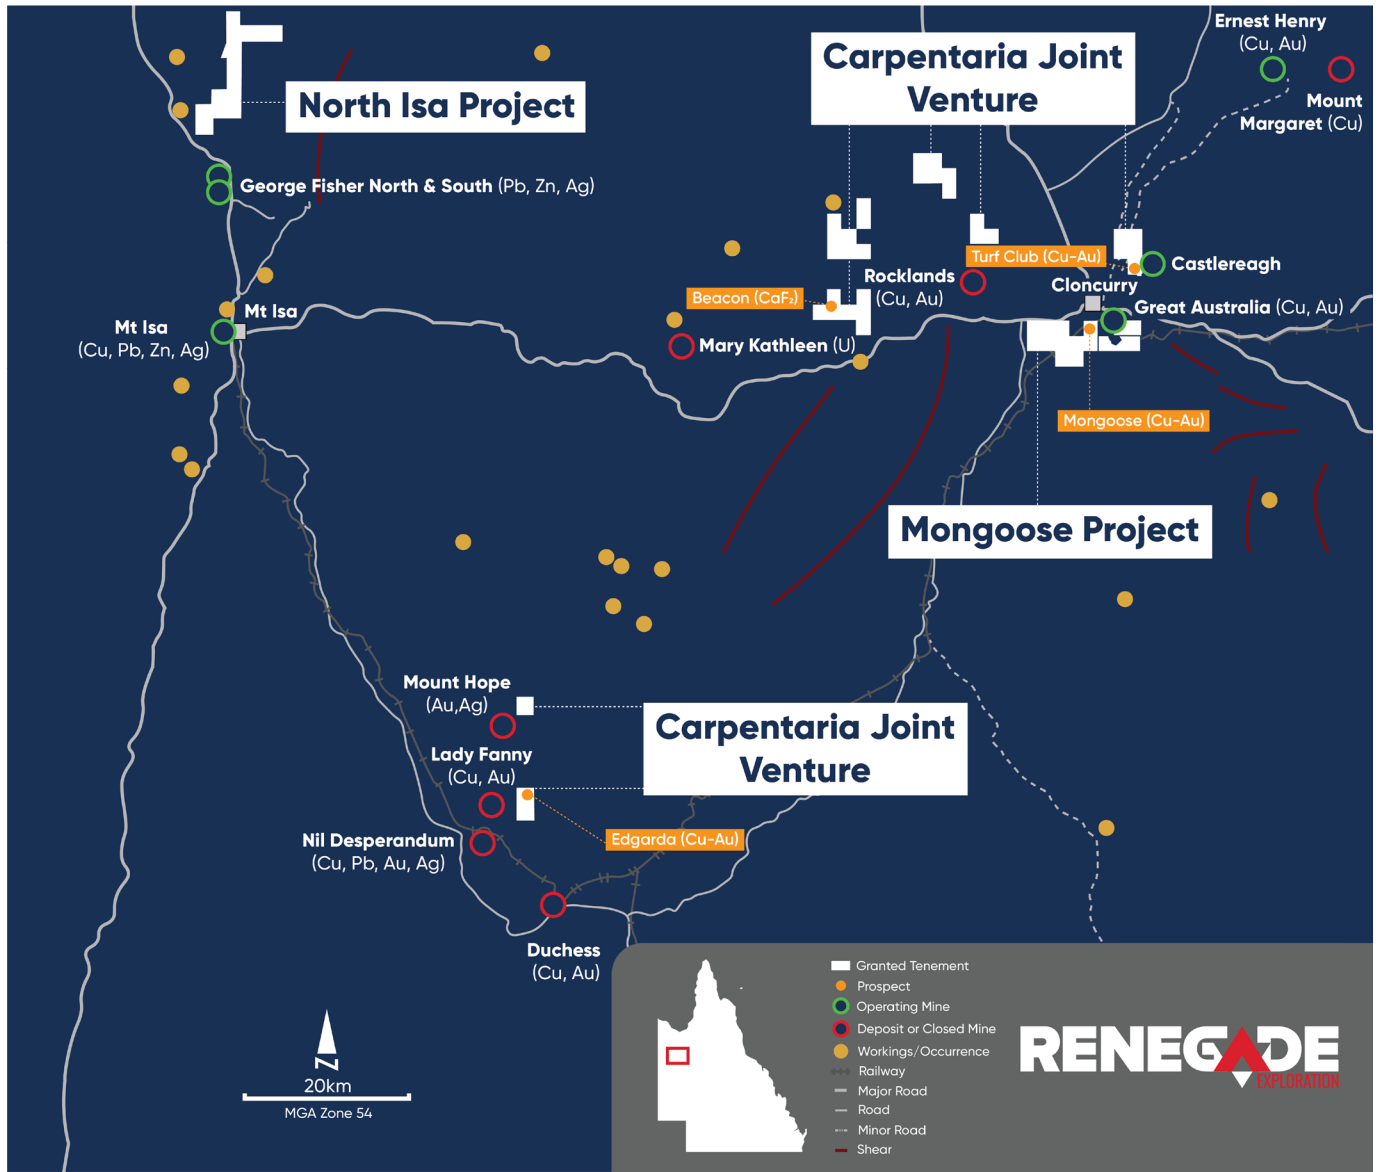 Ernest Henry
(Cu, Au)
Mount
Margaret (Cu)
Carpentaria Joint
Venture
North Isa Project
George Fisher North & South (Pb, Zn, Ag)
Turf Club (Cu-Au)
Castlereagh
Rocklands
(Cu, Au)
Cloncurry
Beacon (CaF₂)
Great Australia (Cu, Au)
Mt Isa
Mt Isa
(Cu, Pb, Zn, Ag)
Mary Kathleen (U)
Mongoose (Cu-Au)
Mongoose Project
Mount Hope
(Au,Ag)
Carpentaria Joint
Venture
Lady Fanny
(Cu, Au)
Edgarda (Cu-Au)
Nil Desperandum
(Cu, Pb, Au, Ag)
Duchess
(Cu, Au)
N
20km
MGA Zone 54
Granted Tenement
Prospect
Operating Mine
Deposit or Closed Mine
Workings/Occurrence
Railway
Major Road
Road
Minor Road
Shear
RENEGADE
EXPLORATION